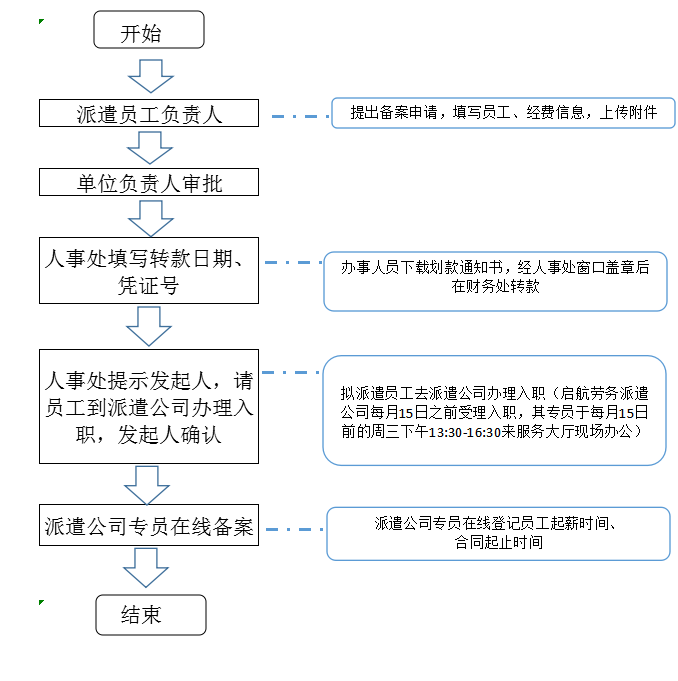 开始
派遣员工负责人
提出备案申请，填写员工、经费信息，上传附件
单位负责人审批
人事处填写转款日期、
凭证号
办事人员下载划款通知书，经人事处窗口盖章后
在财务处转款
人事处提示发起人，请
员工到派遣公司办理入
职，发起人确认
拟派遣员工去派遣公司办理入职（启航劳务派遣
公司每月15日之前受理入职，其专员于每月15日
前的周三下午13:30-16:30来服务大厅现场办公）
派遣公司专员在线备案
派遣公司专员在线登记员工起薪时间、
合同起止时间
结束